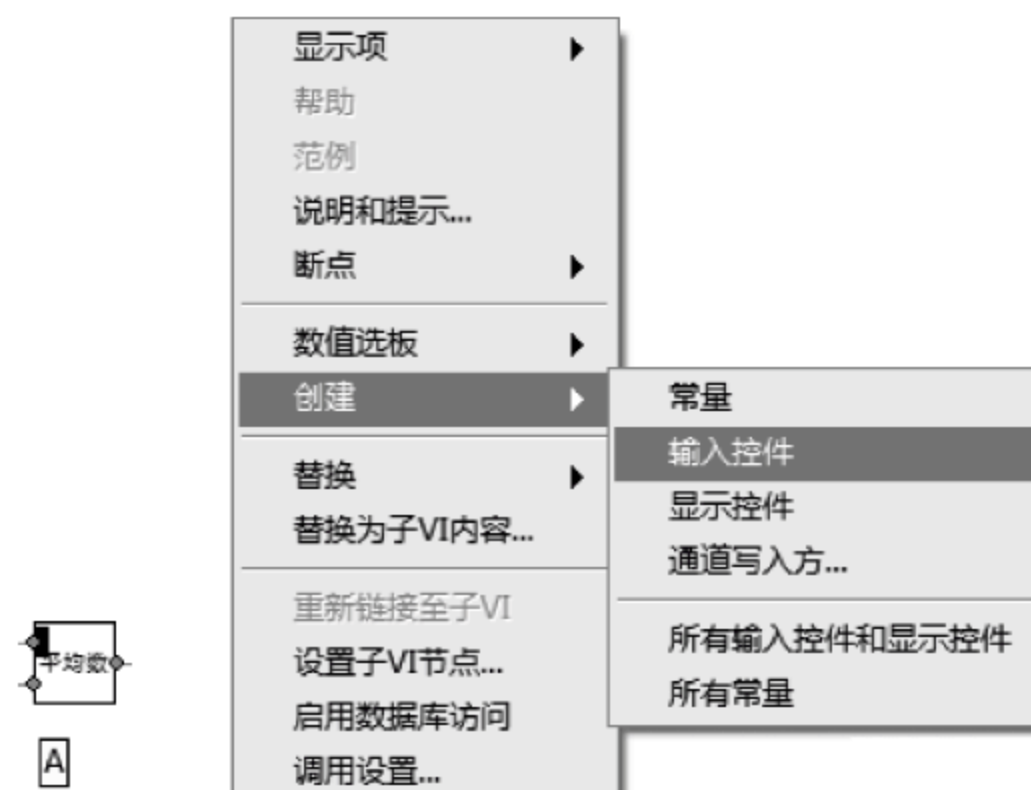 显示项
帮助
范例
说明和提示...
断点
数值选板
创建
常量
输入控件
显示控件
通道写入方...
所有输入控件和显示控件
所有常量
替换
替换为子VI内容...
重新链接至子VI
设置子VI节点...
启用数据库访问
调用设置...
平均数
A